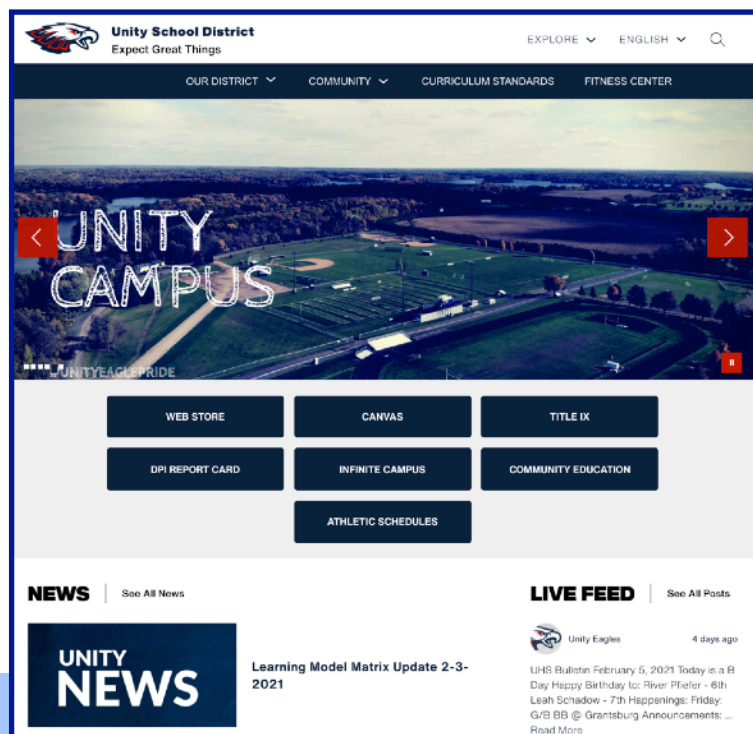 Unity School District
Expect Great Things
EXPLORE
ENGLISH
OUR DISTRICT
COMMUNITY
CURRICULUM STANDARDS
FITNESS CENTER
UNITY
CAMPUS
#UNITYEAGLEPRIDE
WEB STORE
CANVAS
TITLE IX
DPI REPORT CARD
INFINITE CAMPUS
COMMUNITY EDUCATION
ATHLETIC SCHEDULES
NEWS
See All News
UNITY
NEWS
Learning Model Matrix Update 2-3-
2021
LIVE FEED
See All Posts
Unity Eagles
4 days ago
UHS Bulletin February 5, 2021 Today is a B
Day Happy Birthday to: River Pfiefer - 6th
Leah Schadow - 7th Happenings: Friday:
G/B BB @ Grantsburg Announcements: ...
Read More